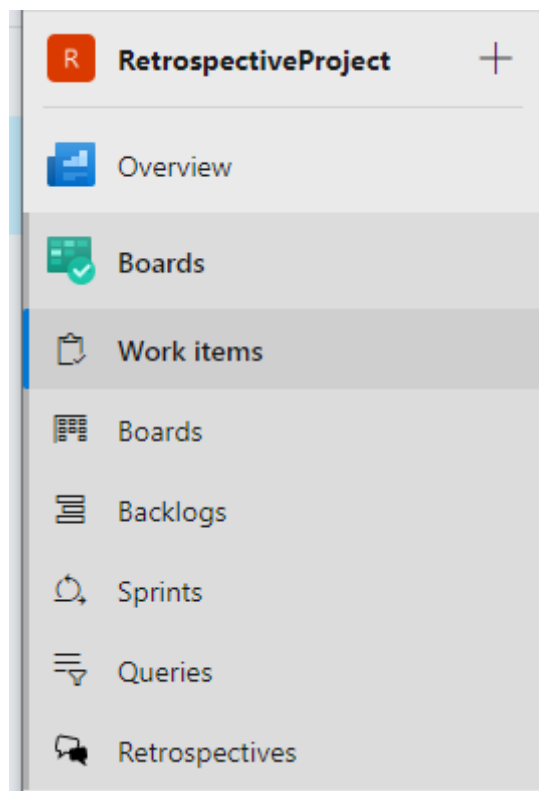 R RetrospectiveProject
Overview
Boards
Work items
Boards
Backlogs
Sprints
Queries
Retrospectives